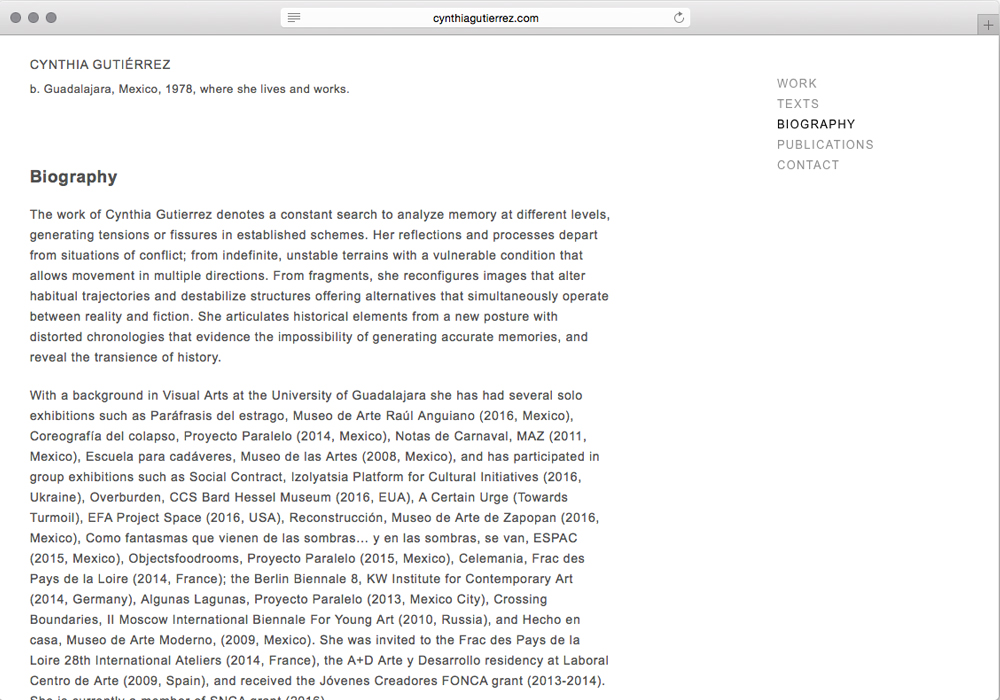 cynthiagutierrez.com
CYNTHIA GUTIÉRREZ
b. Guadalajara, Mexico, 1978, where she lives and works.
WORK
TEXTS
BIOGRAPHY
PUBLICATIONS
CONTACT
Biography
The work of Cynthia Gutierrez denotes a constant search to analyze memory at different levels,
generating tensions or fissures in established schemes. Her reflections and processes depart
from situations of conflict; from indefinite, unstable terrains with a vulnerable condition that
allows movement in multiple directions. From fragments, she reconfigures images that alter
habitual trajectories and destabilize structures offering alternatives that simultaneously operate
between reality and fiction. She articulates historical elements from a new posture with
distorted chronologies that evidence the impossibility of generating accurate memories, and
reveal the transience of history.
With a background in Visual Arts at the University of Guadalajara she has had several solo
exhibitions such as Paráfrasis del estrago, Museo de Arte Raúl Anguiano (2016, Mexico),
Coreografía del colapso, Proyecto Paralelo (2014, Mexico), Notas de Carnaval, MAZ (2011,
Mexico), Escuela para cadáveres, Museo de las Artes (2008, Mexico), and has participated in
group exhibitions such as Social Contract, Izolyatsia Platform for Cultural Initiatives (2016,
Ukraine), Overburden, CCS Bard Hessel Museum (2016, EUA), A Certain Urge (Towards
Turmoil), EFA Project Space (2016, USA), Reconstrucción, Museo de Arte de Zapopan (2016,
Mexico), Como fantasmas que vienen de las sombras... y en las sombras, se van, ESPAC
(2015, Mexico), Objectsfoodrooms, Proyecto Paralelo (2015, Mexico), Celemania, Frac des
Pays de la Loire (2014, France); the Berlin Biennale 8, KW Institute for Contemporary Art
(2014, Germany), Algunas Lagunas, Proyecto Paralelo (2013, Mexico City), Crossing
Boundaries, II Moscow International Biennale For Young Art (2010, Russia), and Hecho en
casa, Museo de Arte Moderno, (2009, Mexico). She was invited to the Frac des Pays de la
Loire 28th International Ateliers (2014, France), the A+D Arte y Desarrollo residency at Laboral
Centro de Arte (2009, Spain), and received the Jóvenes Creadores FONCA grant (2013-2014).
She is currently a member of SNCA grant (2016).